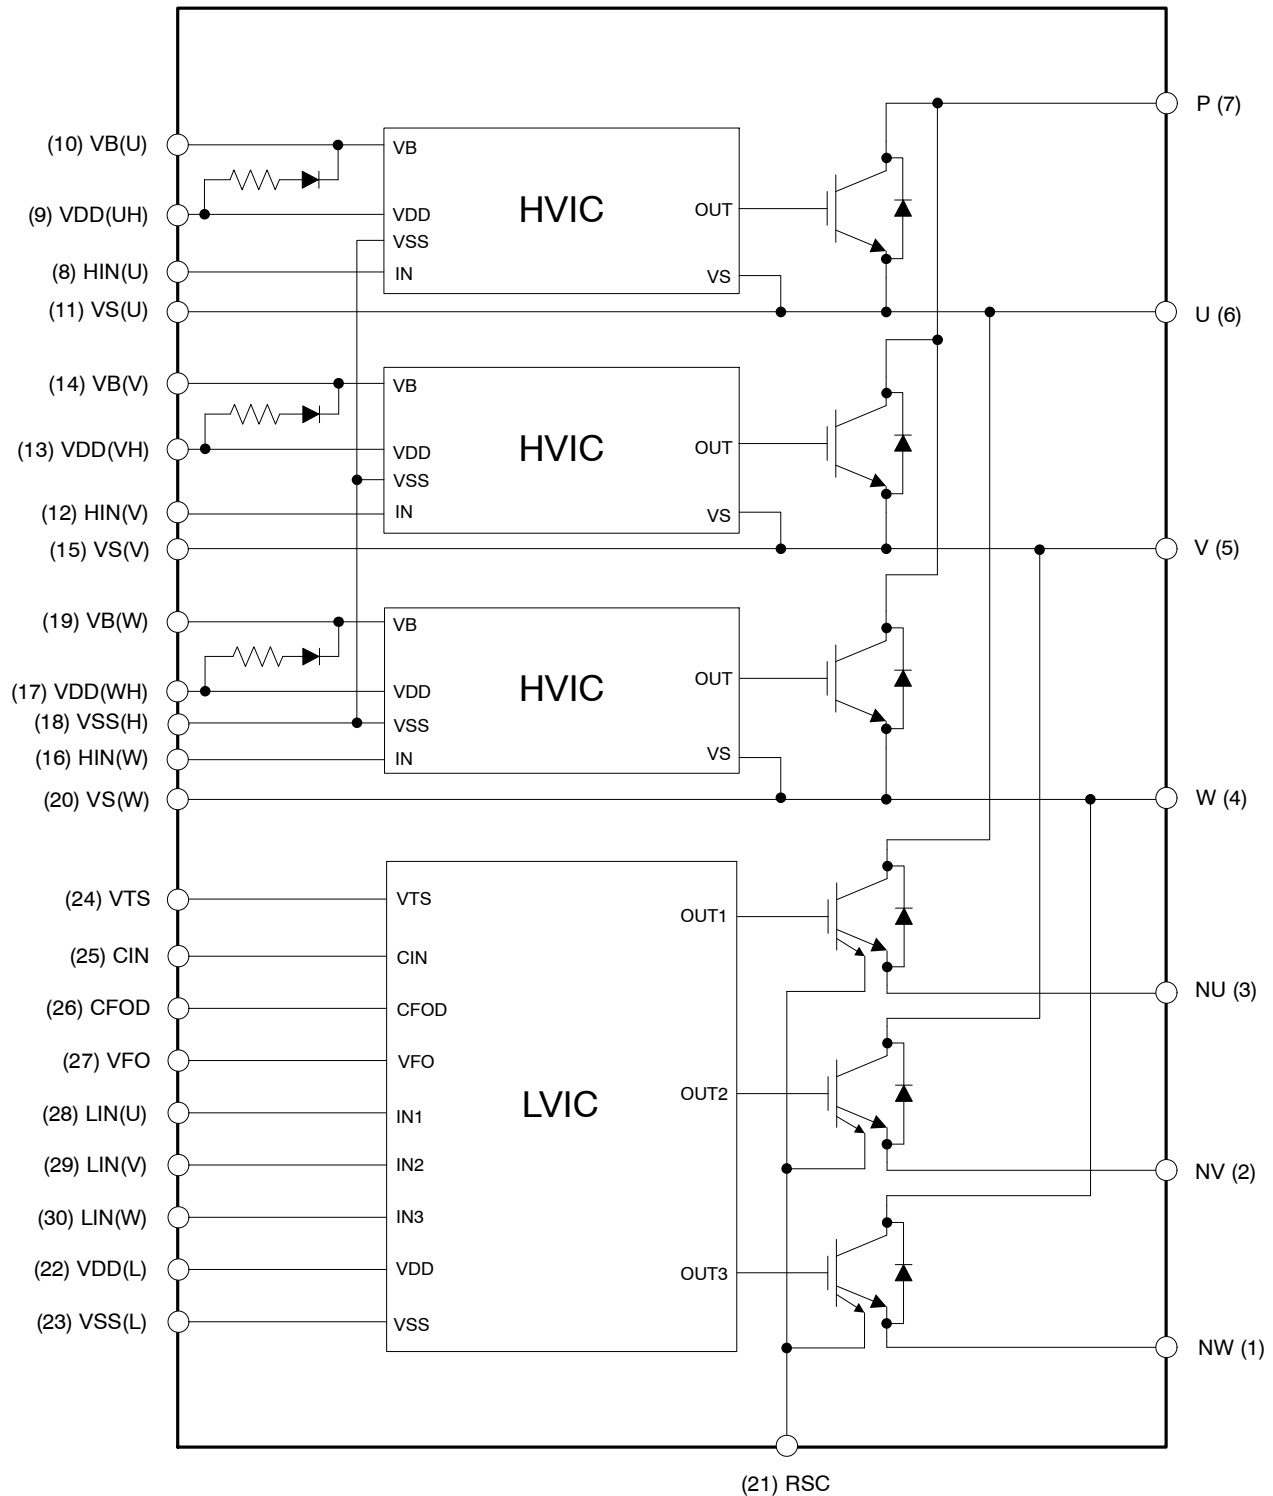 P (7)
(10) VB(U)
VB
(9) VDD(UH)
VDD
HVIC
OUT
VSS
(8) HIN(U)
IN
VS
(11) VS(U)
U (6)
(14) VB(V)
VB
(13) VDD(VH)
VDD
HVIC
OUT
VSS
(12) HIN(V)
IN
VS
(15) VS(V)
V (5)
(19) VB(W)
VB
(17) VDD(WH)
VDD
HVIC
OUT
(18) VSS(H)
VSS
(16) HIN(W)
IN
VS
(20) VS(W)
W (4)
(24) VTS
VTS
OUT1
(25) CIN
CIN
NU (3)
(26) CFOD
CFOD
(27) VFO
VFO
LVIC
OUT2
(28) LIN(U)
IN1
(29) LIN(V)
IN2
NV (2)
(30) LIN(W)
IN3
(22) VDD(L)
VDD
OUT3
(23) VSS(L)
VSS
NW (1)
(21) RSC